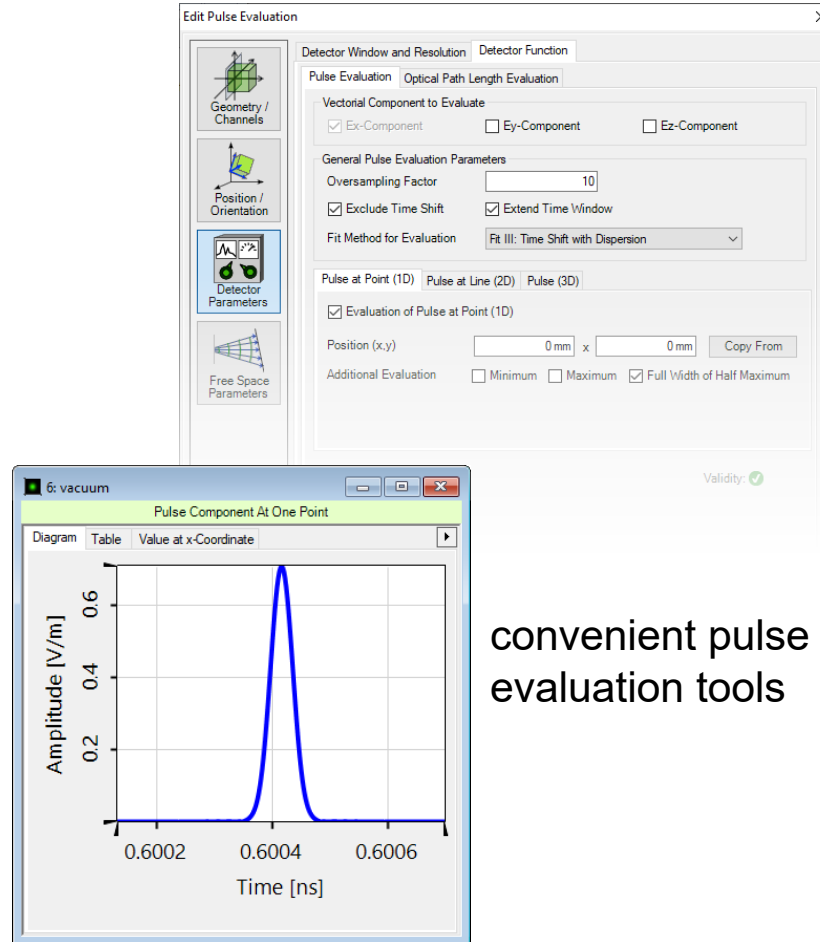 Edit Pulse Evaluation
Geometry /
Channels
Position /
Orientation
Detector
Parameters
Free Space
Parameters
Detector Window and Resolution Detector Function
Pulse Evaluation Optical Path Length Evaluation
Vectorial Component to Evaluate
Ex-Component Ey-Component Ez-Component
General Pulse Evaluation Parameters
Oversampling Factor 10
Exclude Time Shift Extend Time Window
Fit Method for Evaluation Fit III: Time Shift with Dispersion
Pulse at Point (1D) Pulse at Line (2D) Pulse (3D)
Evaluation of Pulse at Point (1D)
Position (x,y) 0 mm x 0 mm Copy From
Additional Evaluation Minimum Maximum Full Width of Half Maximum
Validity:
6: vacuum
Pulse Component At One Point
Diagram Table Value at x-Coordinate
Amplitude [V/m]
0.6
0.4
0.2
0.6002 0.6004 0.6006
Time [ns]
convenient pulse
evaluation tools